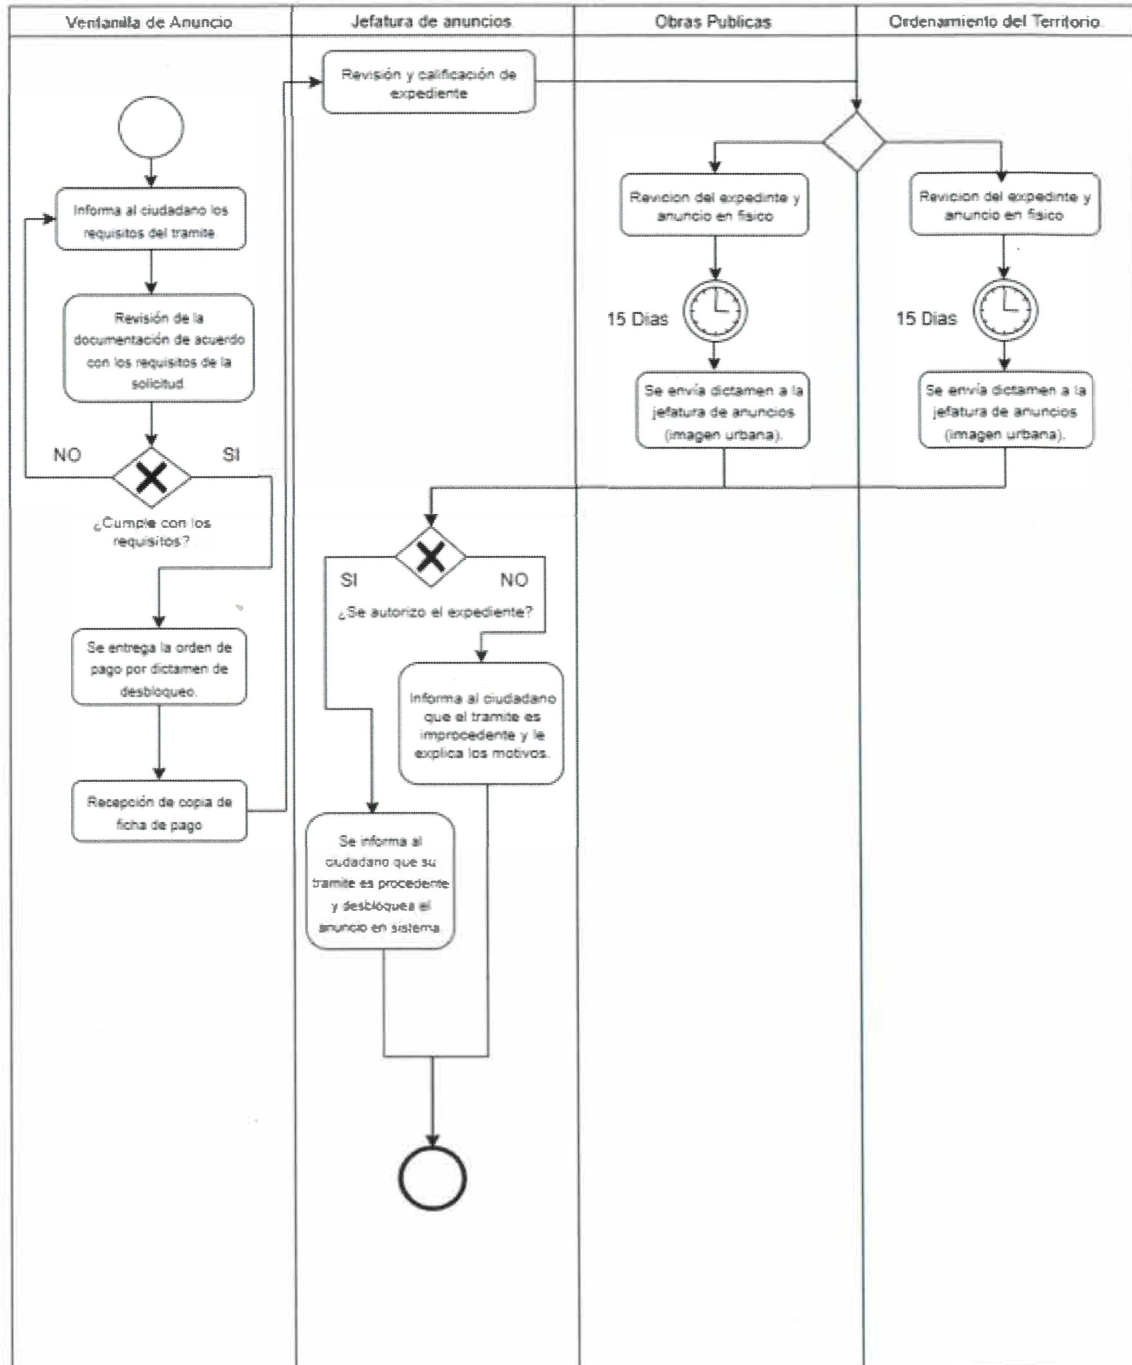 Ventanilla de Anuncio
Jefatura de anuncios
Obras Publicas
Ordenamiento del Territorio
Informa al ciudadano los
requisitos del tramite.
Revisión de la
documentación de acuerdo
con los requisitos de la
solicitud.
NO
SI
¿Cumple con los
requisitos?
Se entrega la orden de
pago por dictamen de
desbloqueo.
Recepción de copia de
ficha de pago
Revisión y calificación de
expediente
Revicion del expedinte y
anuncio en fisico
15 Dias
Se envía dictamen a la
jefatura de anuncios
(imagen urbana).
Revicion del expedinte y
anuncio en fisico
15 Dias
Se envía dictamen a la
jefatura de anuncios
(imagen urbana).
SI
NO
¿Se autorizo el expediente?
Informa al ciudadano
que el tramite es
improcedente y le
explica los motivos.
Se informa al
ciudadano que su
tramite es procedente
y desbloquea el
anuncio en sistema.